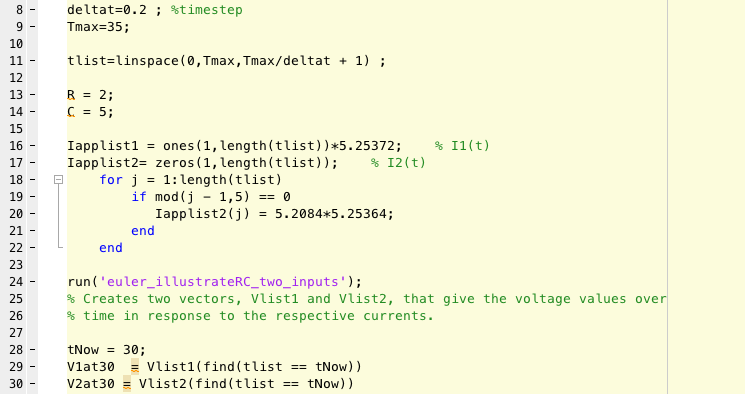 8 – deltat=0.2 ; %timestep
9 – Tmax=35;
10
11 – tlist=linspace(0,Tmax,Tmax/deltat + 1) ;
12
13 – R = 2;
14 – C = 5;
15
16 – Iapplist1 = ones(1,length(tlist))*5.25372; % I1(t)
17 – Iapplist2= zeros(1,length(tlist)); % I2(t)
18 – for j = 1:length(tlist)
19 – if mod(j – 1,5) == 0
20 – Iapplist2(j) = 5.2084*5.25364;
21 – end
22 – end
23
24 – run('euler_illustrateRC_two_inputs');
25 % Creates two vectors, Vlist1 and Vlist2, that give the voltage values over
26 % time in response to the respective currents.
27
28 – tNow = 30;
29 – V1at30 = Vlist1(find(tlist == tNow))
30 – V2at30 = Vlist2(find(tlist == tNow))